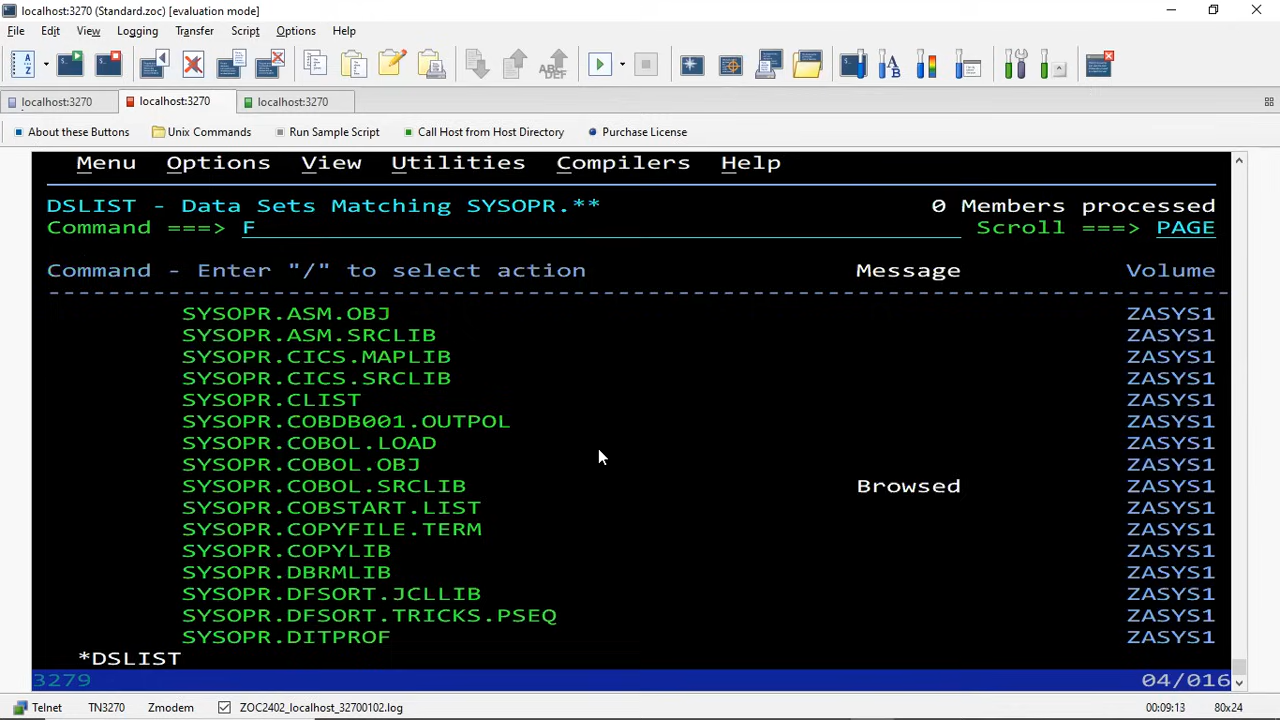 localhost:3270 (Standard.zoc) [evaluation mode]
File Edit View Logging Transfer Script Options Help
localhost:3270 localhost:3270 localhost:3270
About these Buttons Unix Commands Run Sample Script Call Host from Host Directory Purchase License
Menu Options View Utilities Compilers Help
DSLIST - Data Sets Matching SYSOPR.** 0 Members processed
Command ===> F Scroll ===> PAGE
Command - Enter "/" to select action Message Volume
-------------------------------------------------------------------------------
SYSOPR.ASM.OBJ ZASYS1
SYSOPR.ASM.SRCLIB ZASYS1
SYSOPR.CICS.MAPLIB ZASYS1
SYSOPR.CICS.SRCLIB ZASYS1
SYSOPR.CLIST ZASYS1
SYSOPR.COBDB001.OUTPOL ZASYS1
SYSOPR.COBOL.LOAD ZASYS1
SYSOPR.COBOL.OBJ ZASYS1
SYSOPR.COBOL.SRCLIB Browsed ZASYS1
SYSOPR.COBSTART.LIST ZASYS1
SYSOPR.COPYFILE.TERM ZASYS1
SYSOPR.COPYLIB ZASYS1
SYSOPR.DBRMLIB ZASYS1
SYSOPR.DFSORT.JCLLIB ZASYS1
SYSOPR.DFSORT.TRICKS.PSEQ ZASYS1
SYSOPR.DITPROF ZASYS1
*DSLIST
3279 04/016
Telnet TN3270 Zmodem ZOC2402_localhost_32700102.log 00:09:13 80x24